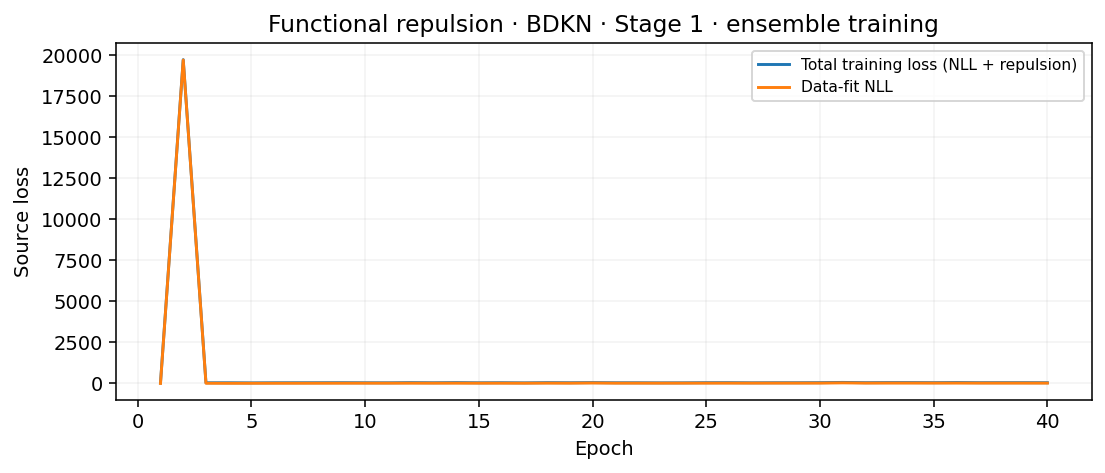 Functional repulsion · BDKN · Stage 1 · ensemble training
Total training loss (NLL + repulsion)
Data-fit NLL
Source loss
20000
17500
15000
12500
10000
7500
5000
2500
0
0 5 10 15 20 25 30 35 40
Epoch